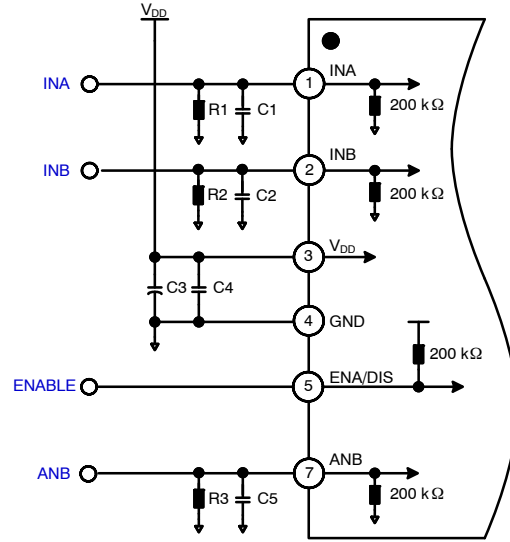 VDD
INA
R1
C1
1
INA
200 kΩ
INB
R2
C2
2
INB
200 kΩ
3
VDD
C3
C4
4
GND
200 kΩ
ENABLE
5
ENA/DIS
ANB
R3
C5
7
ANB
200 kΩ